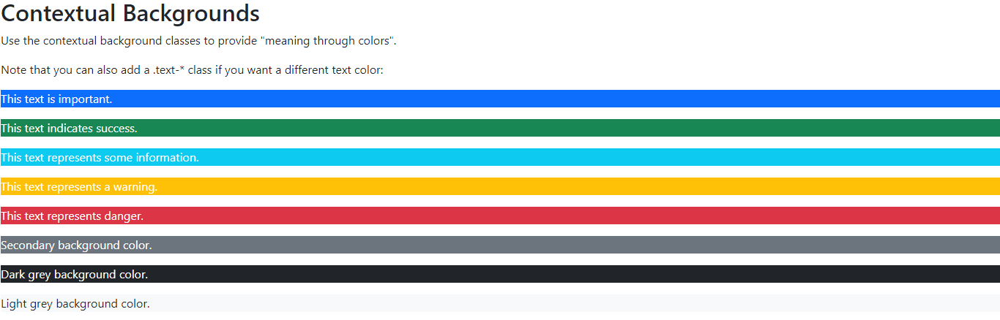 Contextual Backgrounds
Use the contextual background classes to provide "meaning through colors".
Note that you can also add a .text-* class if you want a different text color:
This text is important.
This text indicates success.
This text represents some information.
This text represents a warning.
This text represents danger.
Secondary background color.
Dark grey background color.
Light grey background color.